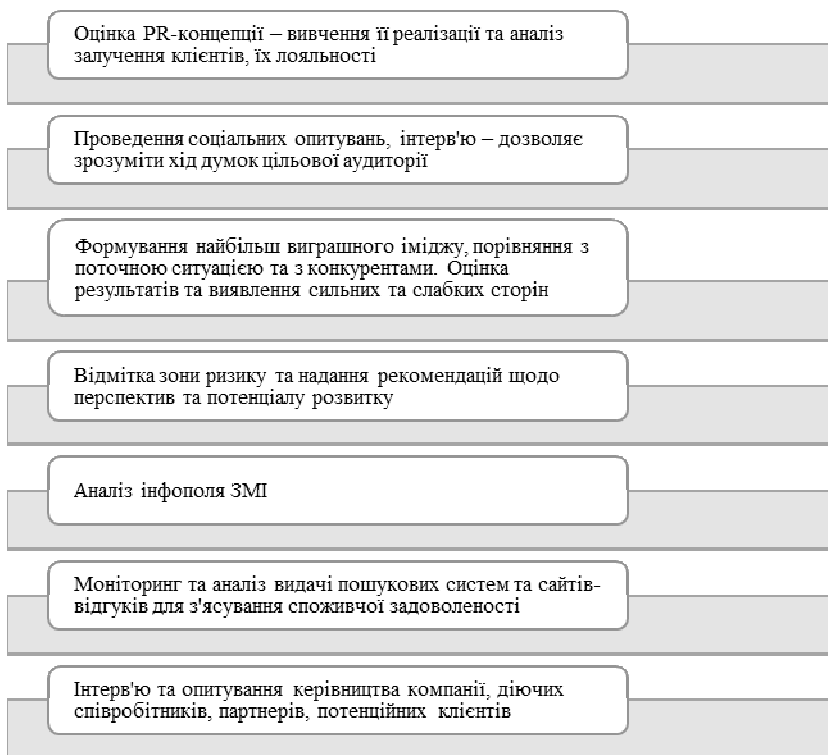 Оцінка PR-концепції – вивчення її реалізації та аналіз
залучення клієнтів, їх лояльності
Проведення соціальних опитувань, інтерв'ю – дозволяє
зрозуміти хід думок цільової аудиторії
Формування найбільш виграшного іміджу, порівняння з
поточною ситуацією та з конкурентами. Оцінка
результатів та виявлення сильних та слабких сторін
Відмітка зони ризику та надання рекомендацій щодо
перспектив та потенціалу розвитку
Аналіз інфополя ЗМІ
Моніторинг та аналіз видачі пошукових систем та сайтів-
відгуків для з'ясування споживчої задоволеності
Інтерв'ю та опитування керівництва компанії, діючих
співробітників, партнерів, потенційних клієнтів